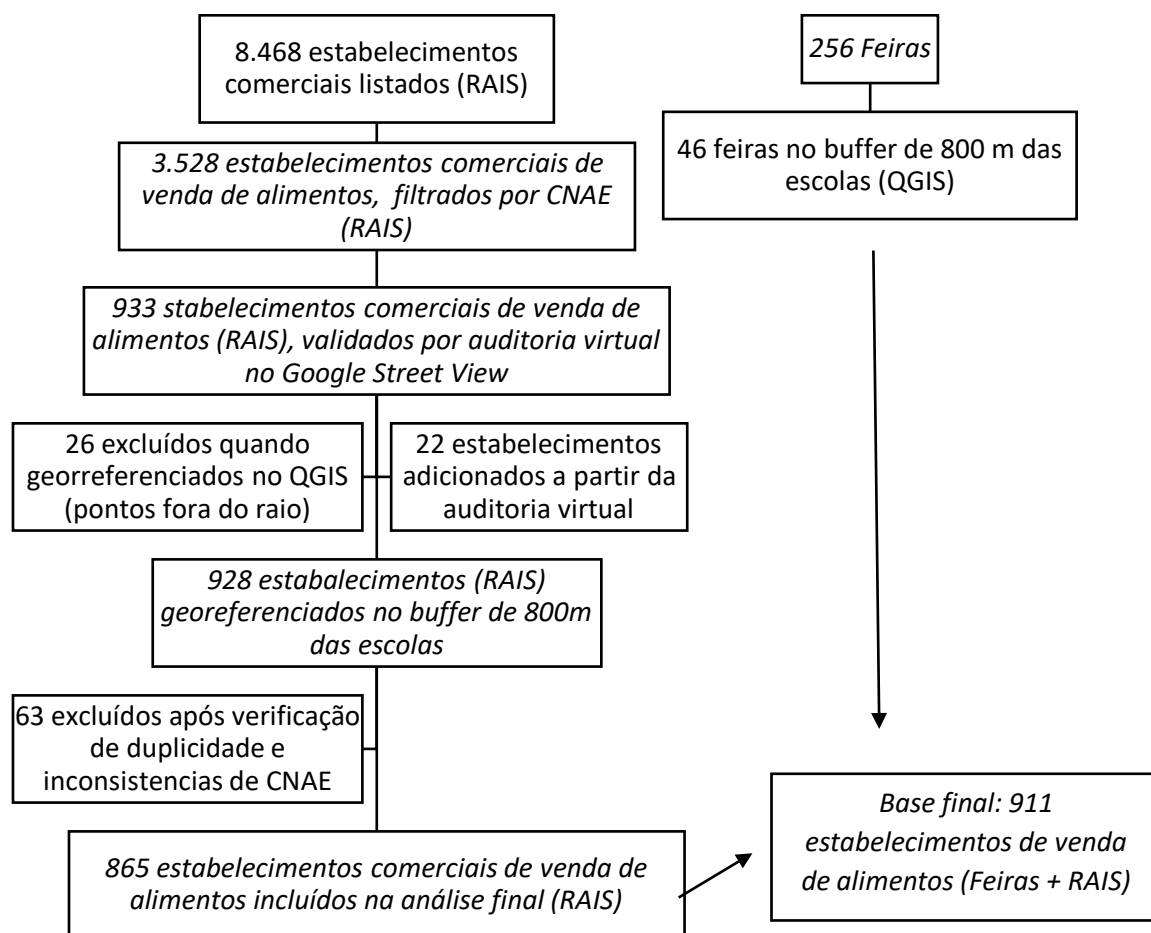 8.468 estabelecimentos
comerciais listados (RAIS)
256 Feiras
46 feiras no buffer de 800 m das
escolas (QGIS)
3.528 estabelecimentos comerciais de
venda de alimentos, filtrados por CNAE
(RAIS)
933 stabelecimentos comerciais de venda de
alimentos (RAIS), validados por auditoria virtual
no Google Street View
26 excluídos quando
georreferenciados no QGIS
(pontos fora do raio)
22 estabelecimentos
adicionados a partir da
auditoria virtual
928 estabalecimentos (RAIS)
georeferenciados no buffer de 800m
das escolas
63 excluídos após verificação
de duplicidade e
inconsistencias de CNAE
865 estabelecimentos comerciais de venda de
alimentos incluídos na análise final (RAIS)
Base final: 911
estabelecimentos de venda
de alimentos (Feiras + RAIS)